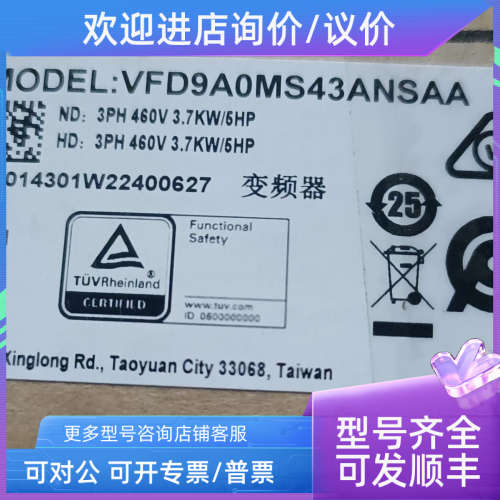 欢迎进店询价/议价
MODEL:VFD9A0MS43ANSAA
ND: 3PH 460V 3.7KW/5HP
HD: 3PH 460V 3.7KW/5HP
014301W22400627 变频器
25
Functional
Safety
TÜVRheinland
CERTIFIED
www.tuv.com
ID 0600000000
Xinglong Rd., Taoyuan City 33068, Taiwan
更多型号咨询店铺客服
可对公 可开专票/普票
型号齐全
可发顺丰